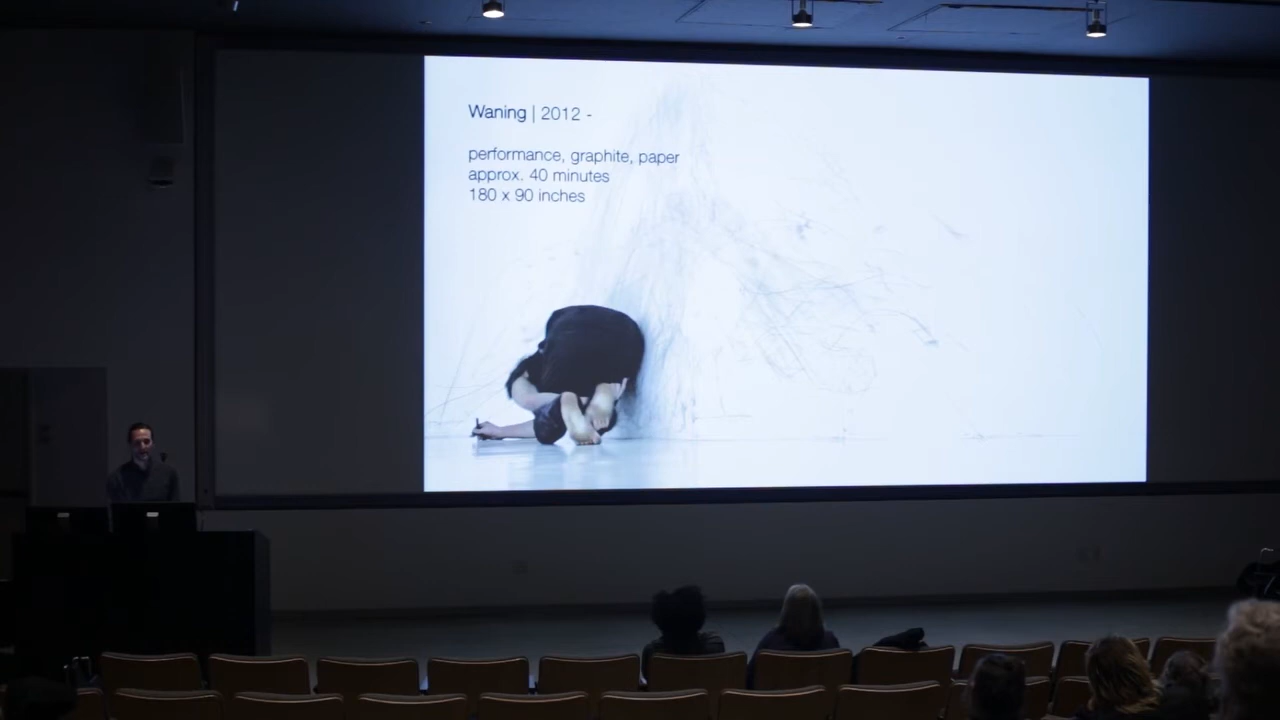 Waning | 2012 -
performance, graphite, paper
approx. 40 minutes
180 x 90 inches